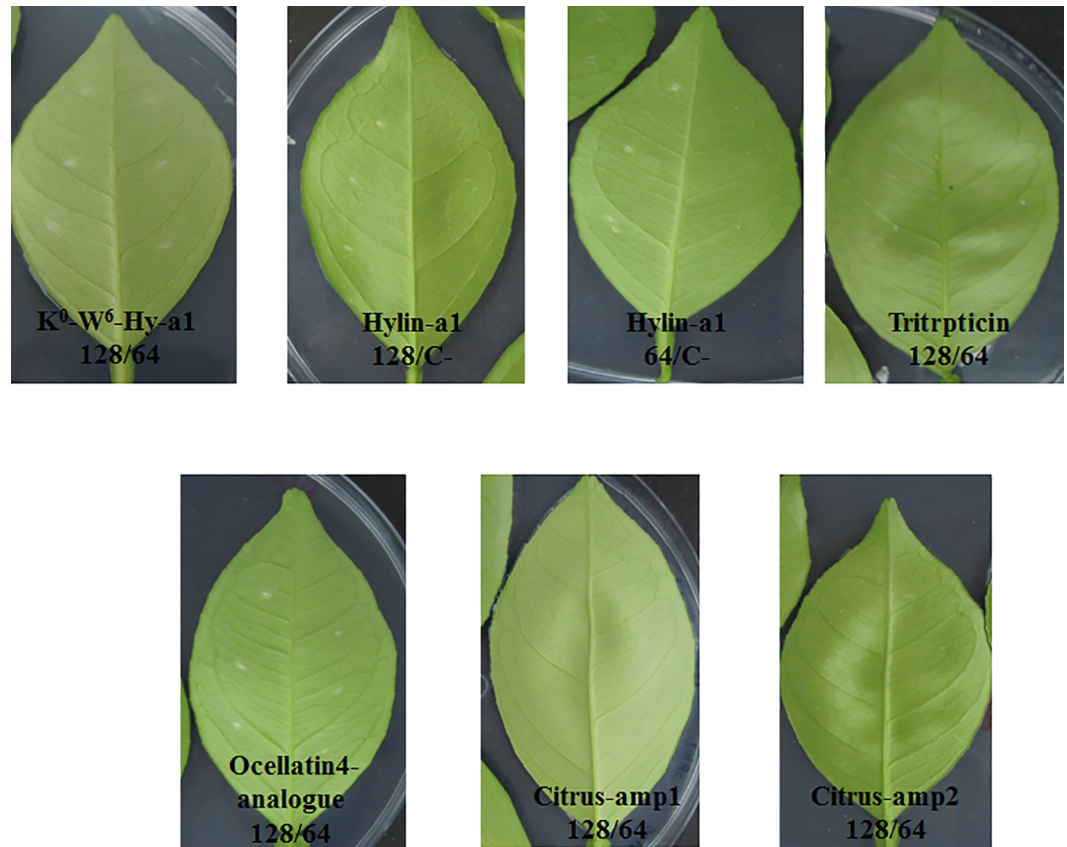 K⁰-W⁶-Hy-a1
128/64
Hylin-a1
128/C-
Hylin-a1
64/C-
Tritrpticin
128/64
Ocellatin4-
analogue
128/64
Citrus-amp1
128/64
Citrus-amp2
128/64